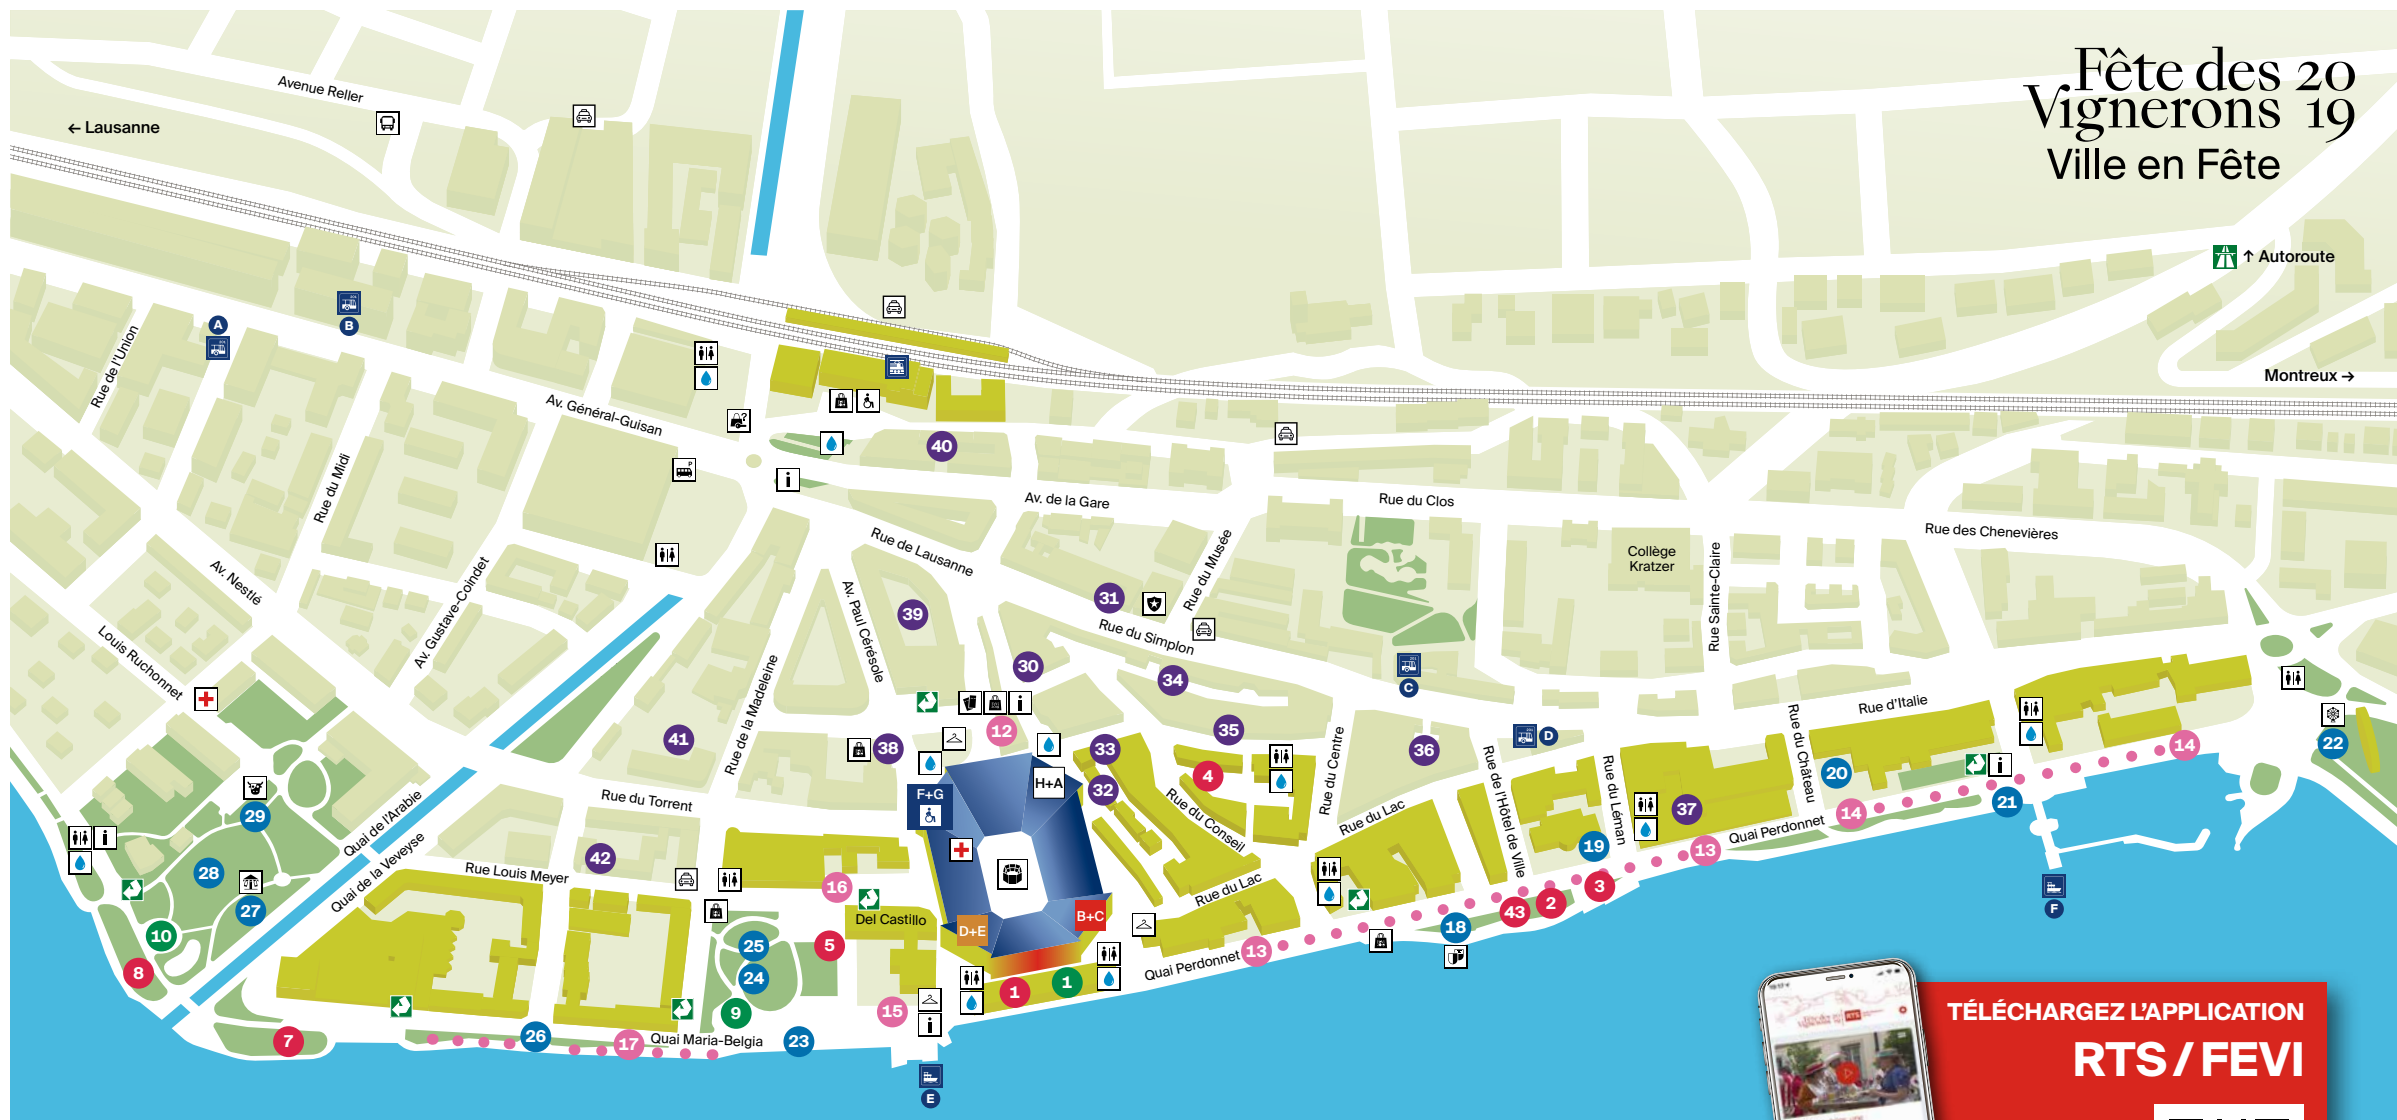 Fête des 20
Vignerons 19
Ville en Fête
Avenue Reller
← Lausanne
↑ Autoroute
Montreux →
A
B
Rue de l'Union
Av. Général-Guisan
P
?
i
40
Rue du Midi
Av. de la Gare
Rue du Clos
Rue des Chenevières
Rue de Lausanne
Collège
Kratzer
Av. Nestlé
Av. Gustave-Coindet
Av. Paul Cérésole
39
31
Rue du Musée
Rue du Simplon
Rue Sainte-Claire
Louis Ruchonnet
30
34
C
Rue de la Madeleine
i
12
41
38
33
35
36
D
Rue d'Italie
14
22
Rue du Centre
Rue de l'Hôtel de Ville
Rue du Léman
Rue du Château
20
i
H+A
4
32
F+G
29
Rue du Torrent
Rue du Conseil
Rue du Lac
37
14
21
Quai Perdonnet
i
Quai de l'Arabie
Quai de la Veveyse
28
42
Rue Louis Meyer
19
13
16
Rue du Lac
3
F
27
Del Castillo
B+C
D+E
43
2
18
10
25
5
13
Quai Perdonnet
8
24
1
1
9
15
i
7
26
17
Quai Maria-Belgia
23
E
TÉLÉCHARGEZ L'APPLICATION
RTS / FEVI
RTS